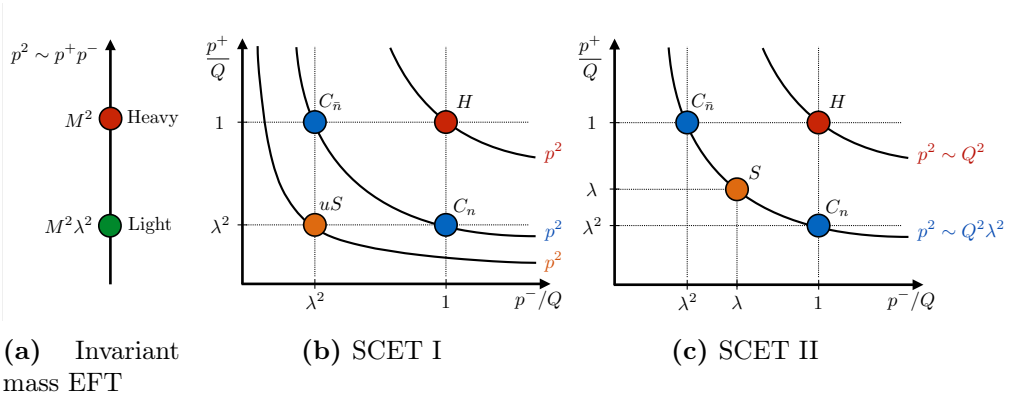 p² ∼ p⁺p⁻
M²
Heavy
M²λ²
Light
(a) Invariant
mass EFT
p⁺
Q
1
λ²
C_n̄
H
uS
C_n
p²
p²
p²
λ²
1
p⁻/Q
(b) SCET I
p⁺
Q
1
λ
λ²
C_n̄
H
S
C_n
p² ∼ Q²
p² ∼ Q²λ²
λ²
λ
1
p⁻/Q
(c) SCET II